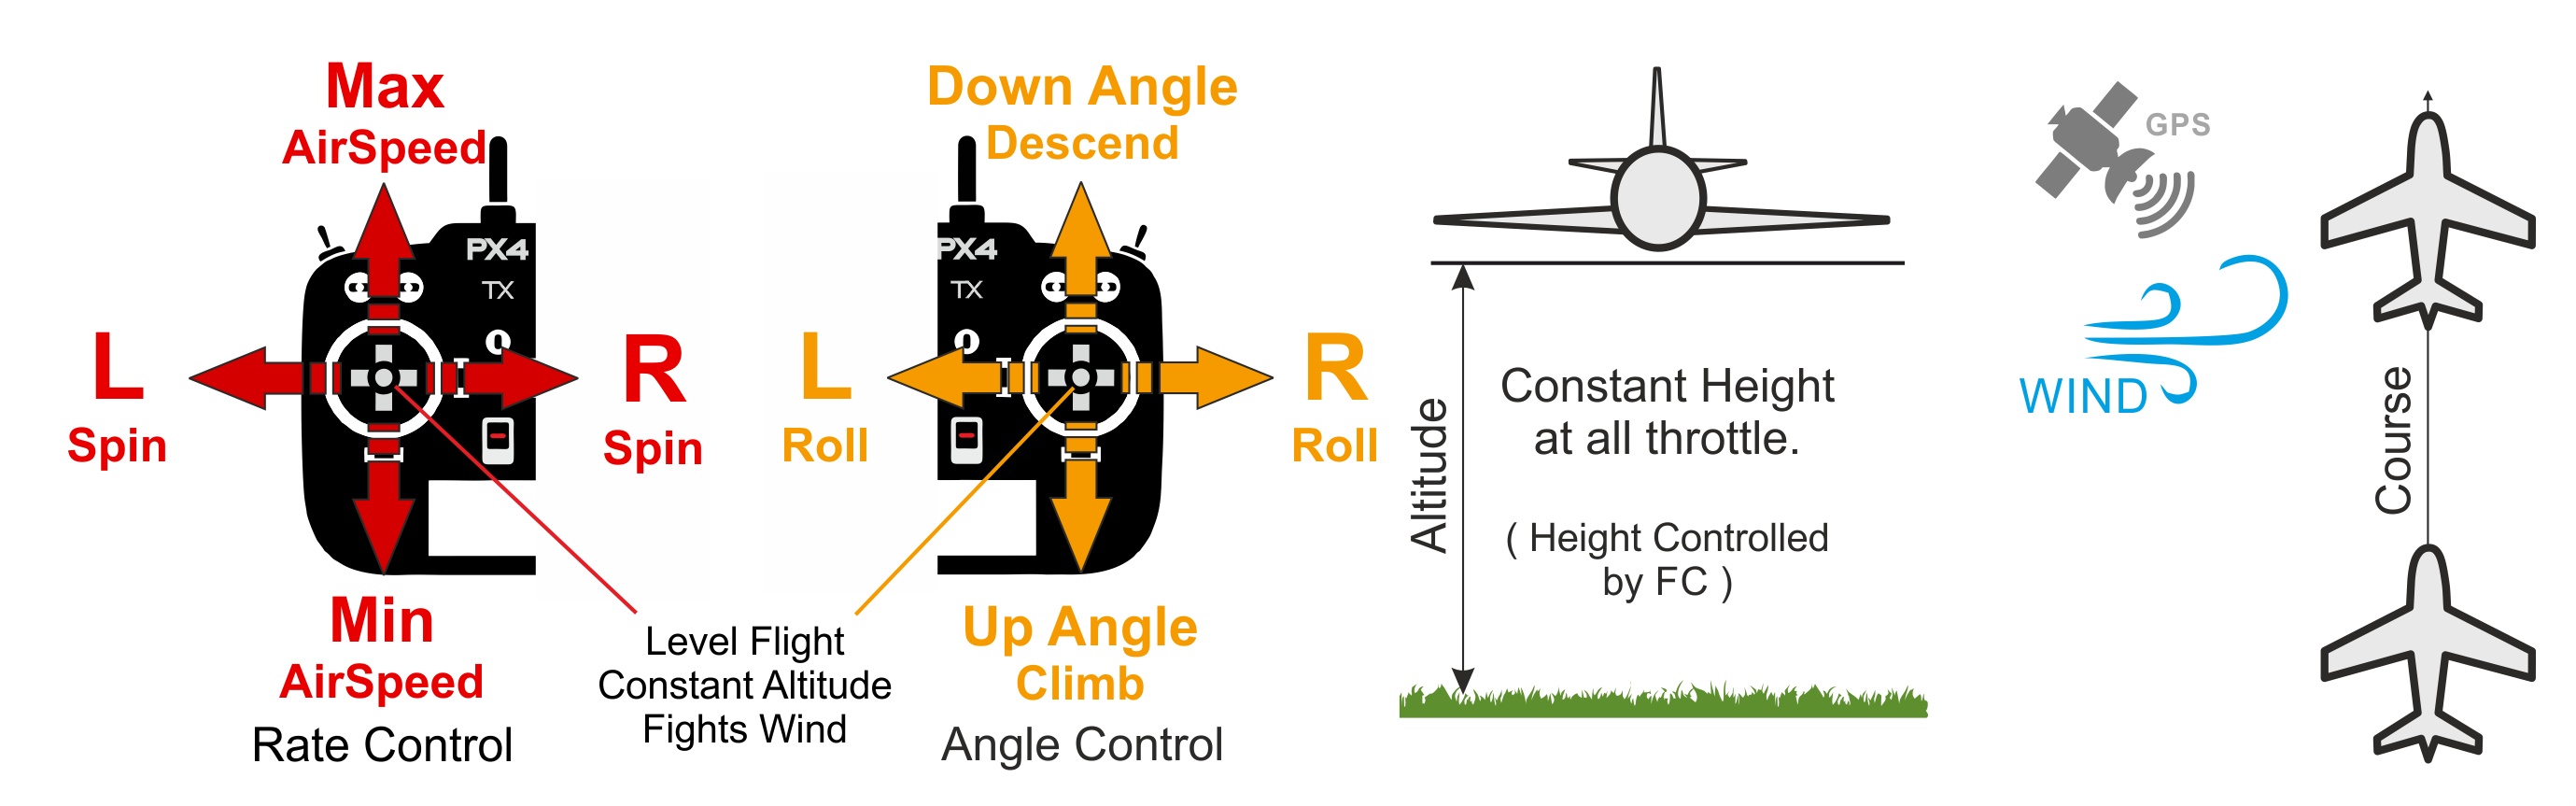 Max
AirSpeed
PX4
TX
L
Spin
R
Spin
Min
AirSpeed
Rate Control
Level Flight
Constant Altitude
Fights Wind
Down Angle
Descend
PX4
TX
L
Roll
R
Roll
Up Angle
Climb
Angle Control
Altitude
Constant Height
at all throttle.
( Height Controlled
by FC )
GPS
WIND
Course